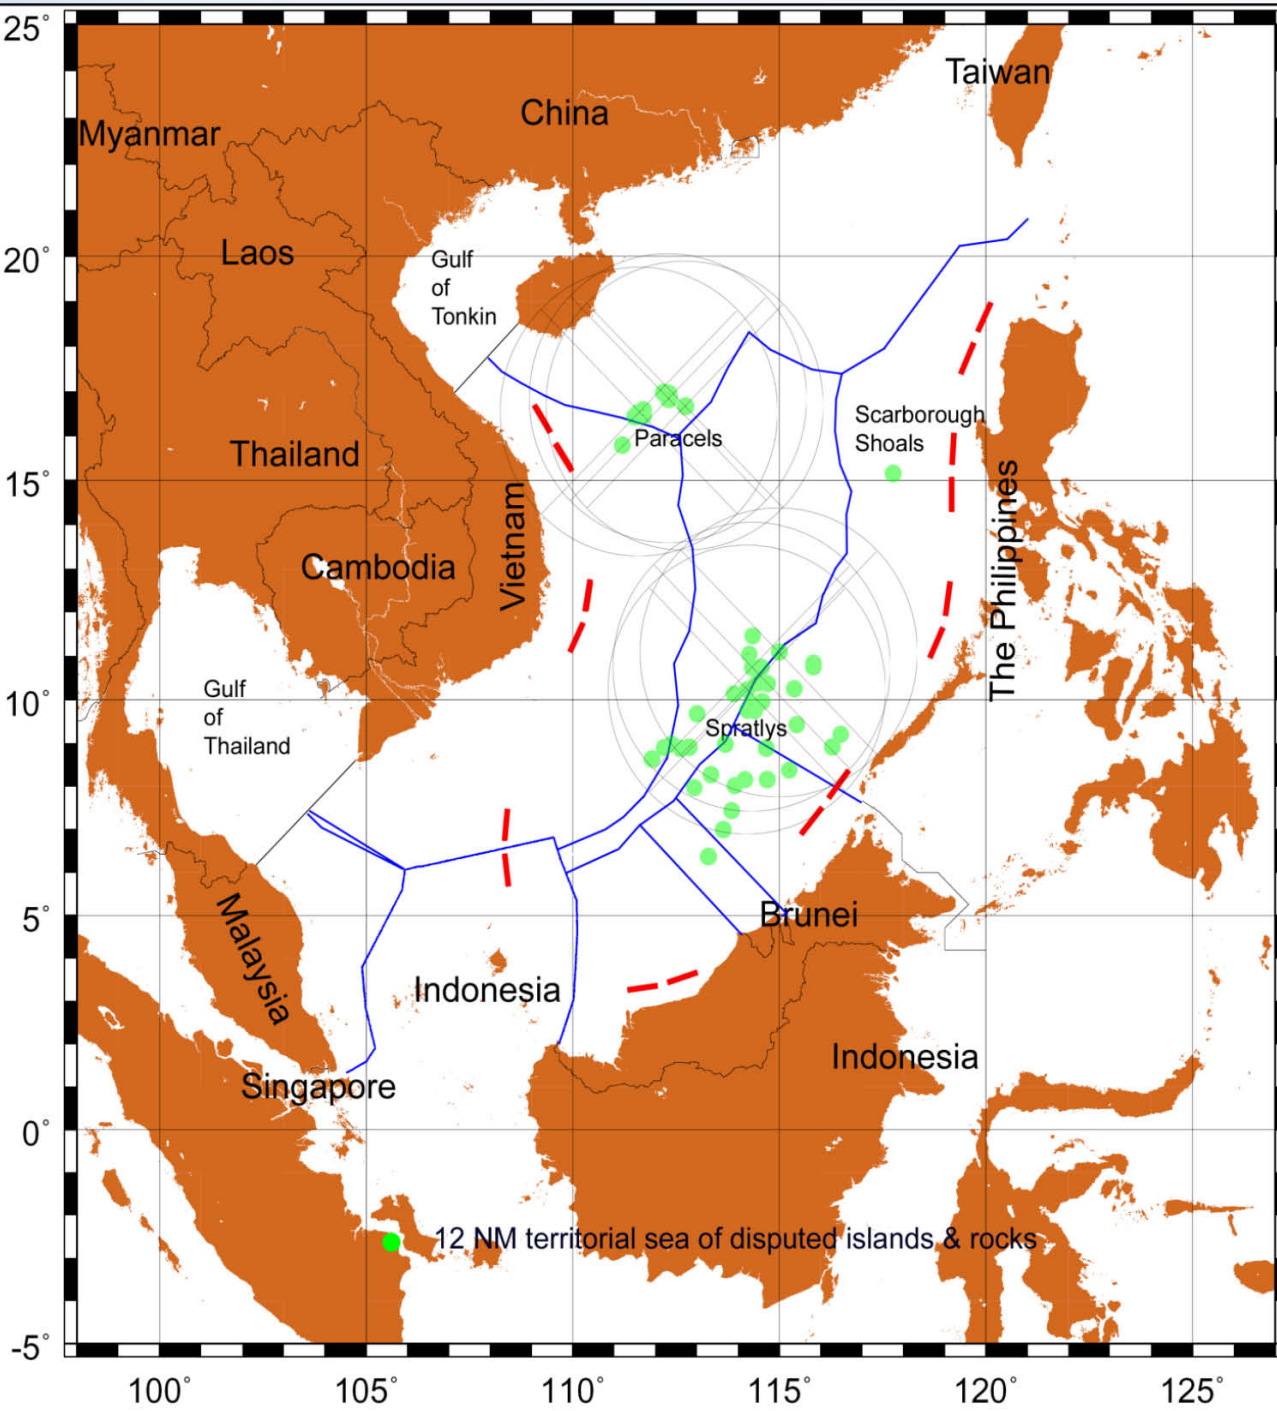 25°
Taiwan
China
Myanmar
Laos
20°
Gulf
of
Tonkin
Scarborough
Shoals
Paracels
Thailand
15°
Vietnam
The Philippines
Cambodia
10°
Gulf
of
Thailand
Spratlys
5°
Brunei
Malaysia
Indonesia
Indonesia
Singapore
0°
12 NM territorial sea of disputed islands & rocks
-5°
100° 105° 110° 115° 120° 125°